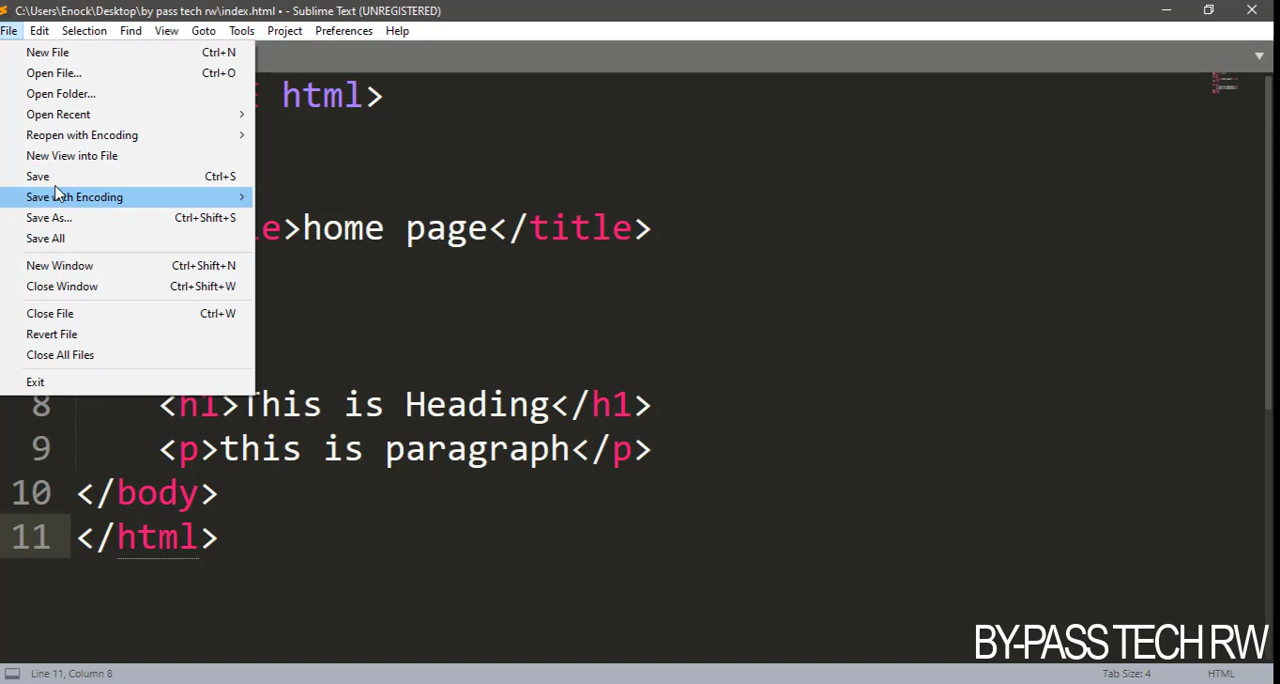 C:\Users\Enock\Desktop\by pass tech rw\index.html • - Sublime Text (UNREGISTERED)
File Edit Selection Find View Goto Tools Project Preferences Help
New File Ctrl+N
Open File... Ctrl+O
Open Folder...
Open Recent
Reopen with Encoding
New View into File
Save Ctrl+S
Save with Encoding
Save As... Ctrl+Shift+S
Save All
New Window Ctrl+Shift+N
Close Window Ctrl+Shift+W
Close File Ctrl+W
Revert File
Close All Files
Exit
html>
le>home page</title>
8 <h1>This is Heading</h1>
9 <p>this is paragraph</p>
10 </body>
11 </html>
BY-PASS TECH RW
Line 11, Column 8 Tab Size: 4 HTML